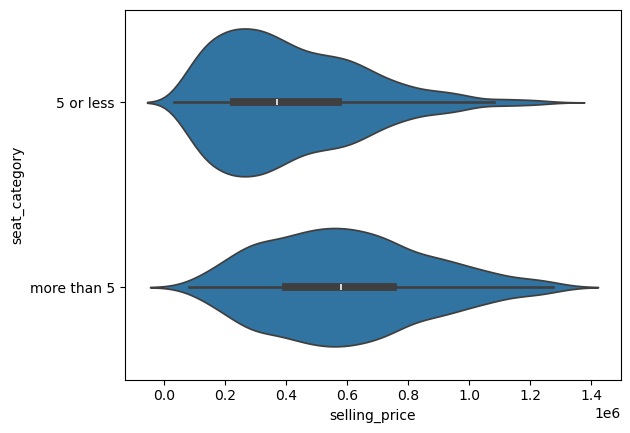 5 or less
more than 5
seat_category
0.0 0.2 0.4 0.6 0.8 1.0 1.2 1.4
1e6
selling_price